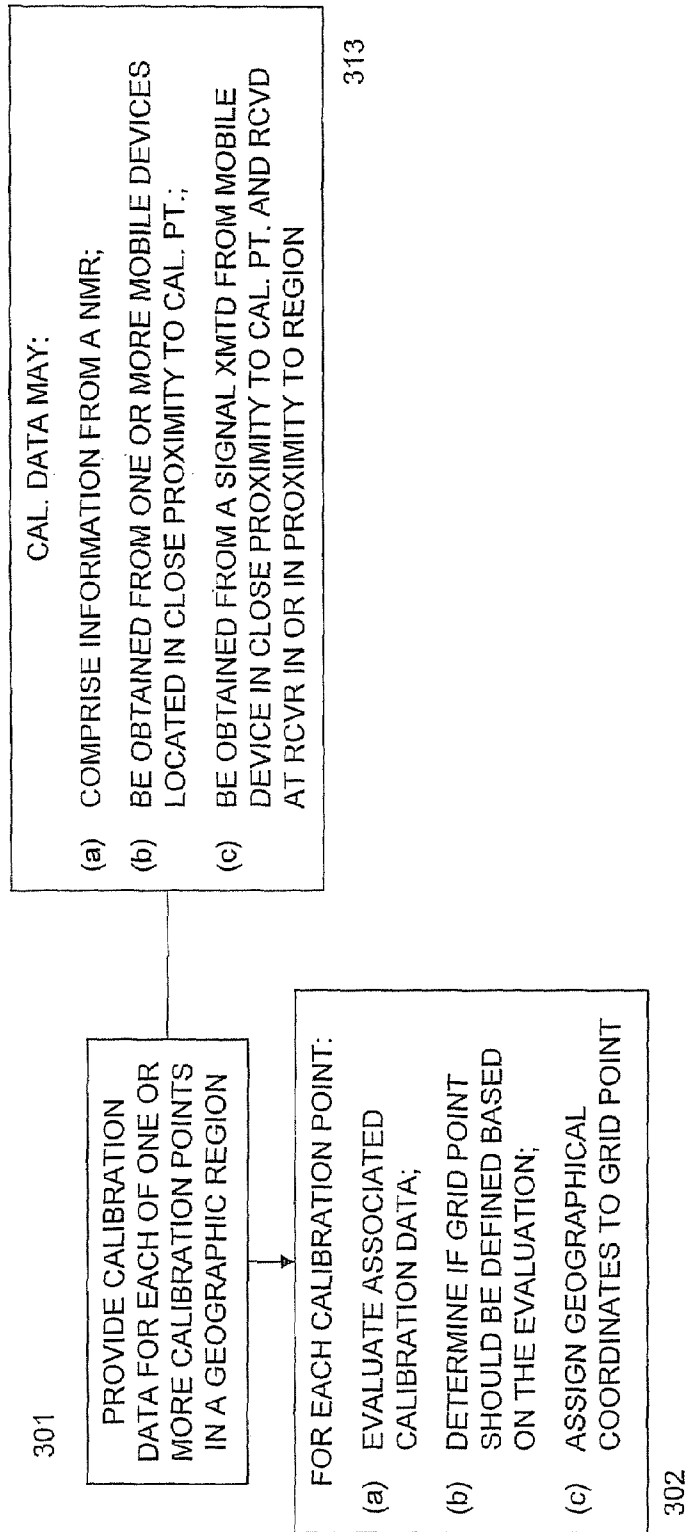 301
PROVIDE CALIBRATION
DATA FOR EACH OF ONE OR
MORE CALIBRATION POINTS
IN A GEOGRAPHIC REGION
FOR EACH CALIBRATION POINT:
(a) EVALUATE ASSOCIATED
CALIBRATION DATA;
(b) DETERMINE IF GRID POINT
SHOULD BE DEFINED BASED
ON THE EVALUATION;
(c) ASSIGN GEOGRAPHICAL
COORDINATES TO GRID POINT
302
CAL. DATA MAY:
(a) COMPRISE INFORMATION FROM A NMR;
(b) BE OBTAINED FROM ONE OR MORE MOBILE DEVICES
LOCATED IN CLOSE PROXIMITY TO CAL. PT.;
(c) BE OBTAINED FROM A SIGNAL XMTD FROM MOBILE
DEVICE IN CLOSE PROXIMITY TO CAL. PT. AND RCVD
AT RCVR IN OR IN PROXIMITY TO REGION
313